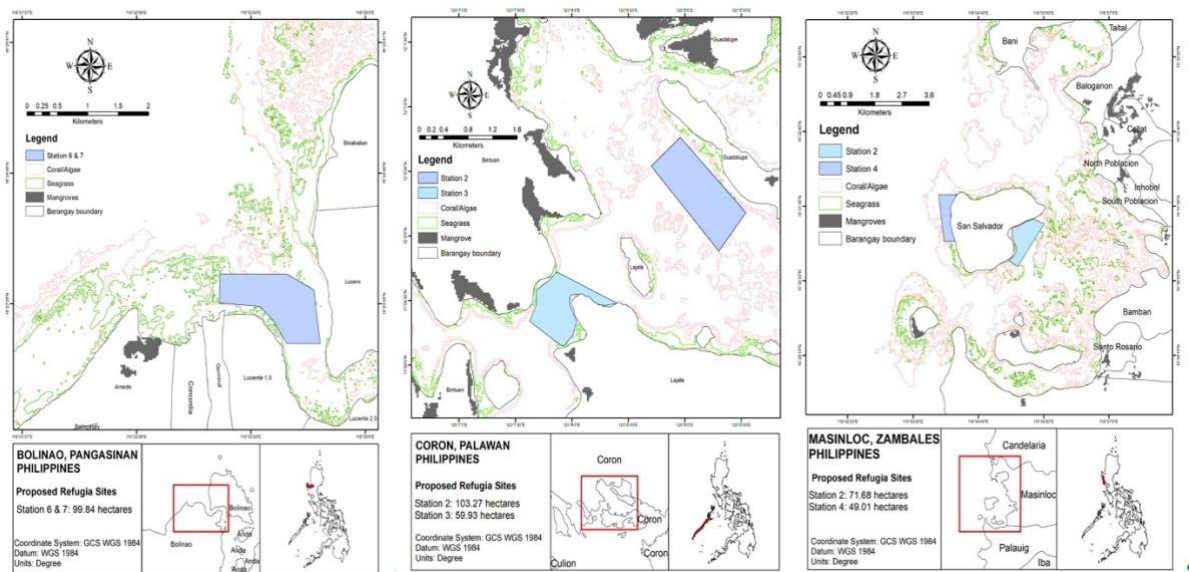 N
W E
S
0 0.25 0.5 1 1.5 2
Kilometers
Legend
Station 6 & 7
Coral/Algae
Seagrass
Mangroves
Barangay boundary
Binabalian
Lucero
Arnedo
Concordia
Germinal
Luciente 1.0
Luciente 2.0
BOLINAO, PANGASINAN
PHILIPPINES
Proposed Refugia Sites
Station 6 & 7: 99.84 hectares
Coordinate System: GCS WGS 1984
Datum: WGS 1984
Units: Degree
Bolinao
Bolinao
Anda
Anda
Anda
Anda
N
W E
S
0 0.2 0.4 0.8 1.2 1.6
Kilometers
Legend
Station 2
Station 3
Coral/Algae
Seagrass
Mangrove
Barangay boundary
Guadalupe
Bintuan
Guadalupe
Lajala
Bintuan
Lajala
CORON, PALAWAN
PHILIPPINES
Proposed Refugia Sites
Station 2: 103.27 hectares
Station 3: 59.93 hectares
Coordinate System: GCS WGS 1984
Datum: WGS 1984
Units: Degree
Coron
Coron
Coron
Culion
N
W E
S
0 0.45 0.9 1.8 2.7 3.6
Kilometers
Legend
Station 2
Station 4
Coral/Algae
Seagrass
Mangroves
Barangay boundary
Bani
Taltal
Baloganon
Collat
North Poblacion
Inhobol
South Poblacion
San Salvador
Bamban
Santo Rosario
MASINLOC, ZAMBALES
PHILIPPINES
Proposed Refugia Sites
Station 2: 71.68 hectares
Station 4: 49.01 hectares
Coordinate System: GCS WGS 1984
Datum: WGS 1984
Units: Degree
Candelaria
Masinloc
Palauig
Iba